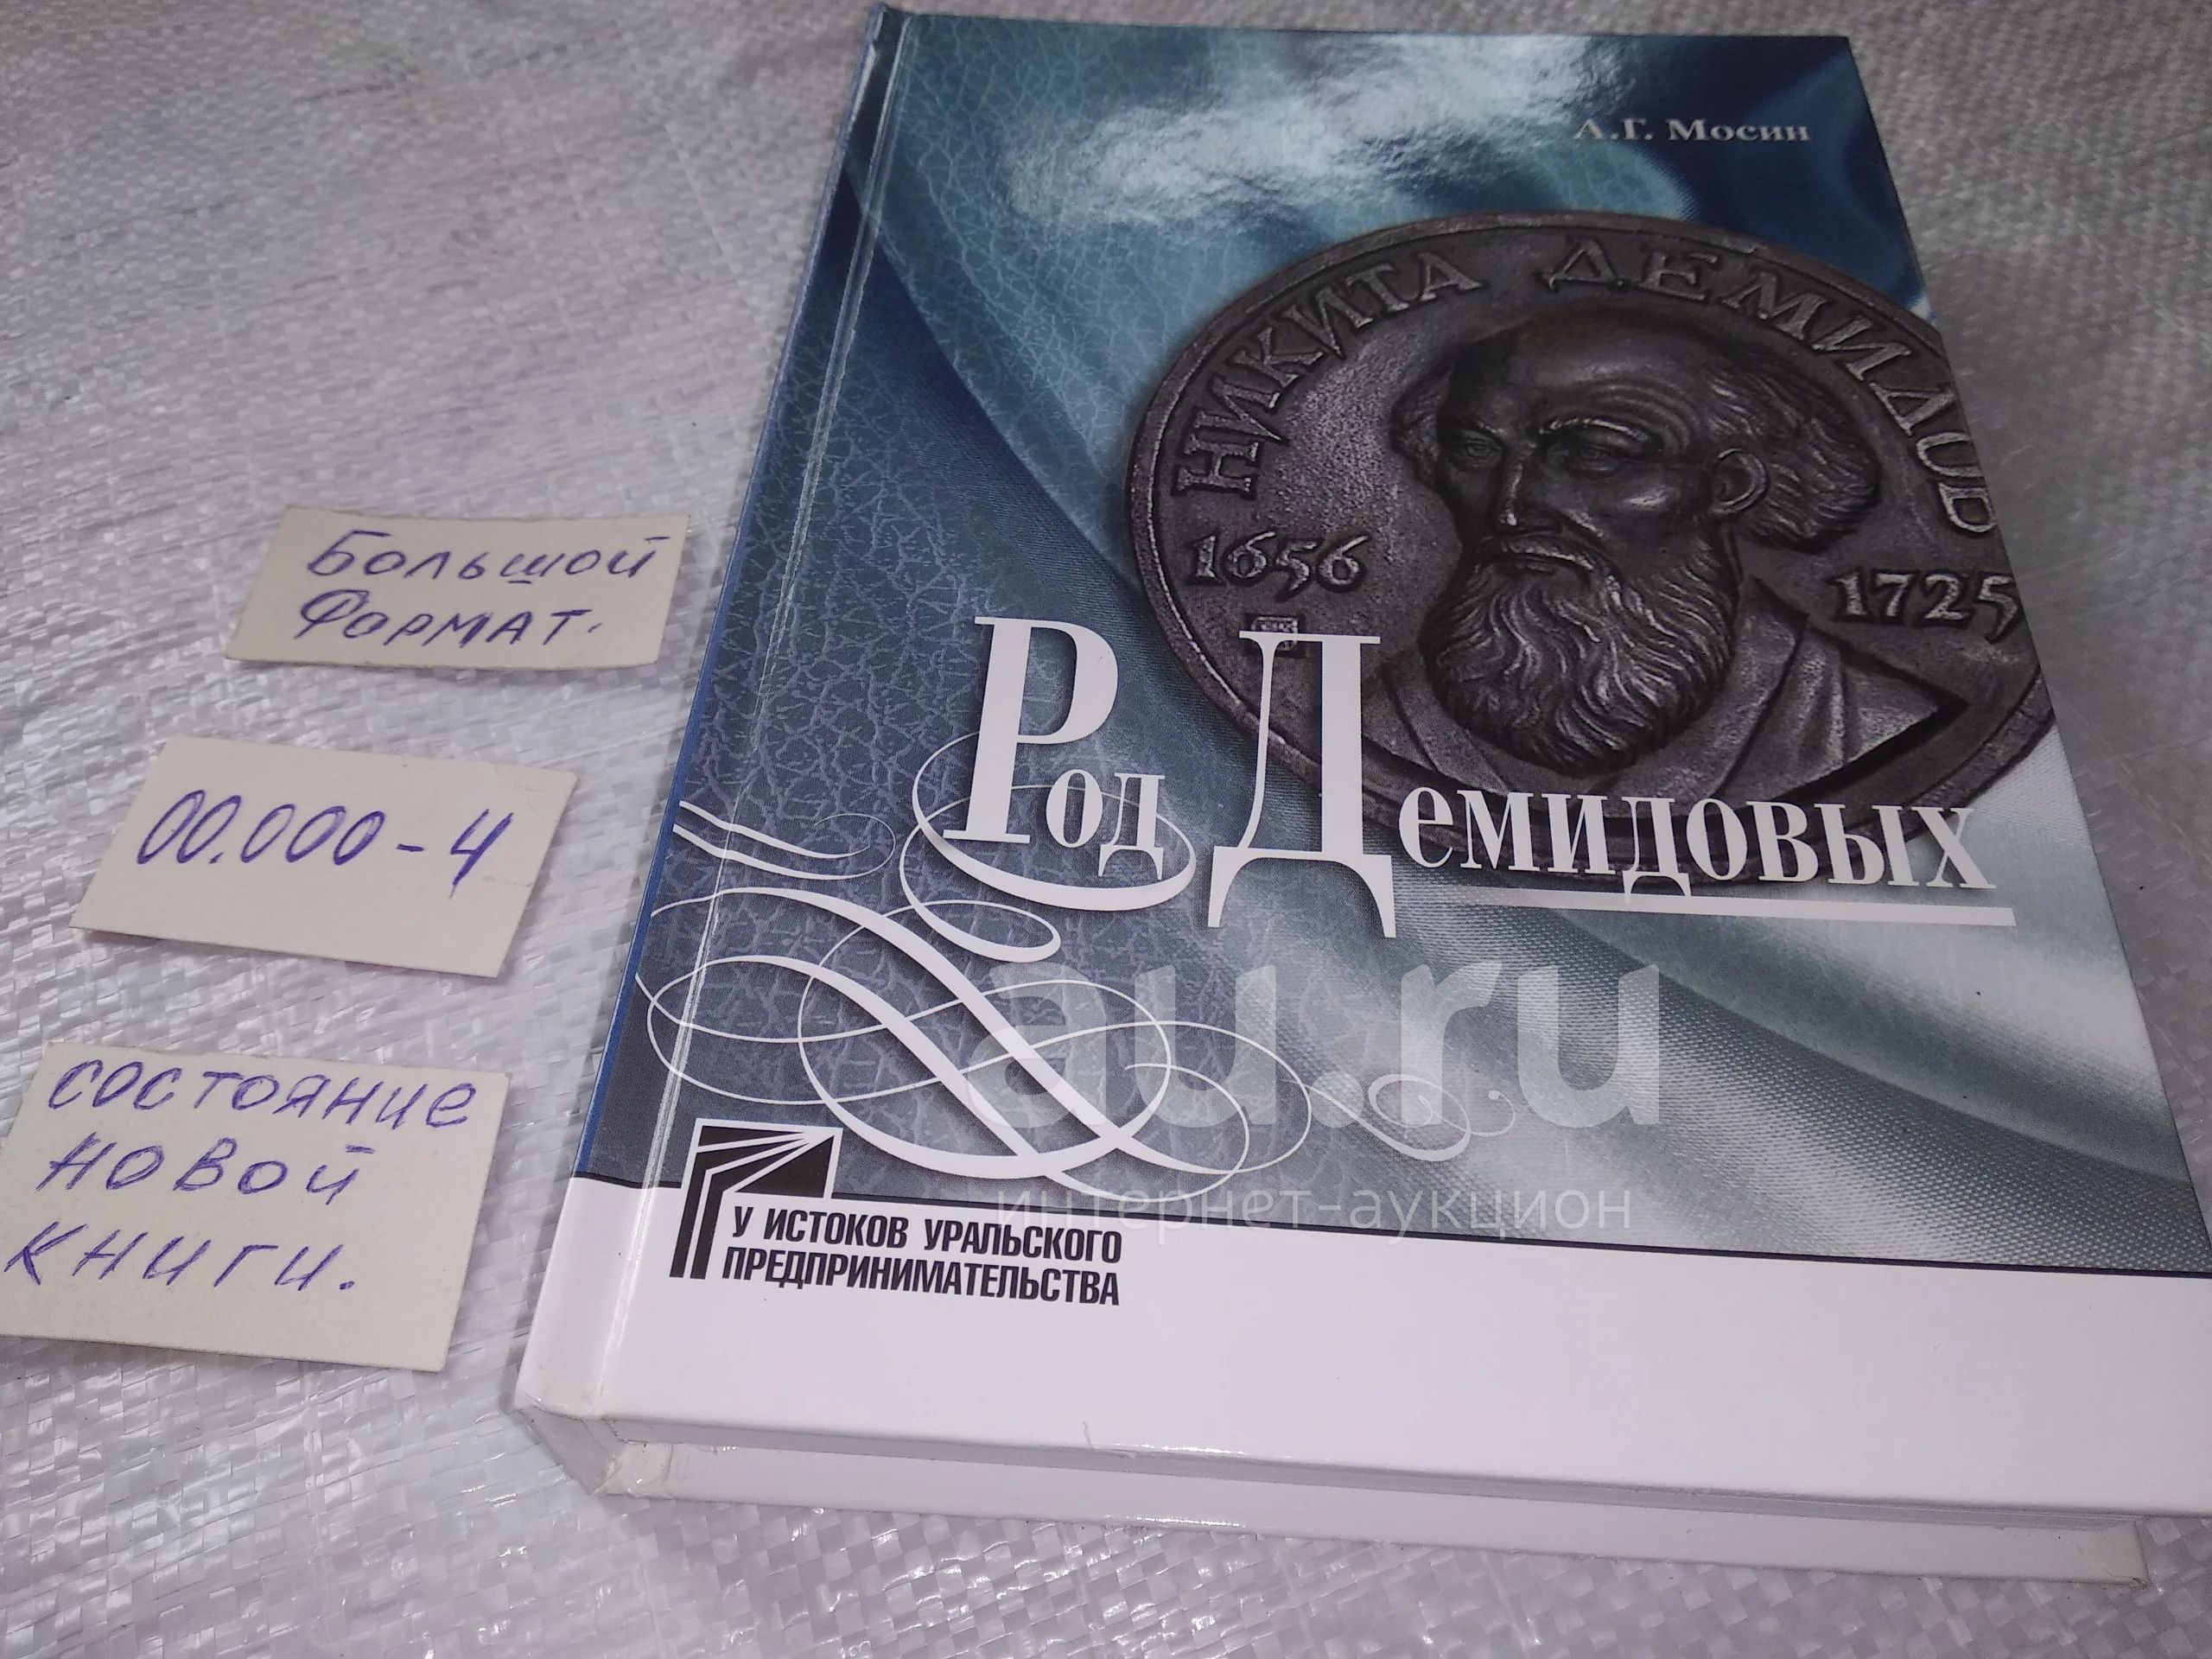 А.Г. Мосин
НИКИТА ДЕМИДОВ
1656
1725
Род Демидовых
У ИСТОКОВ УРАЛЬСКОГО
ПРЕДПРИНИМАТЕЛЬСТВА
Большой
формат.
00.000-4
состояние
новой
книги.
au.ru
интернет-аукцион